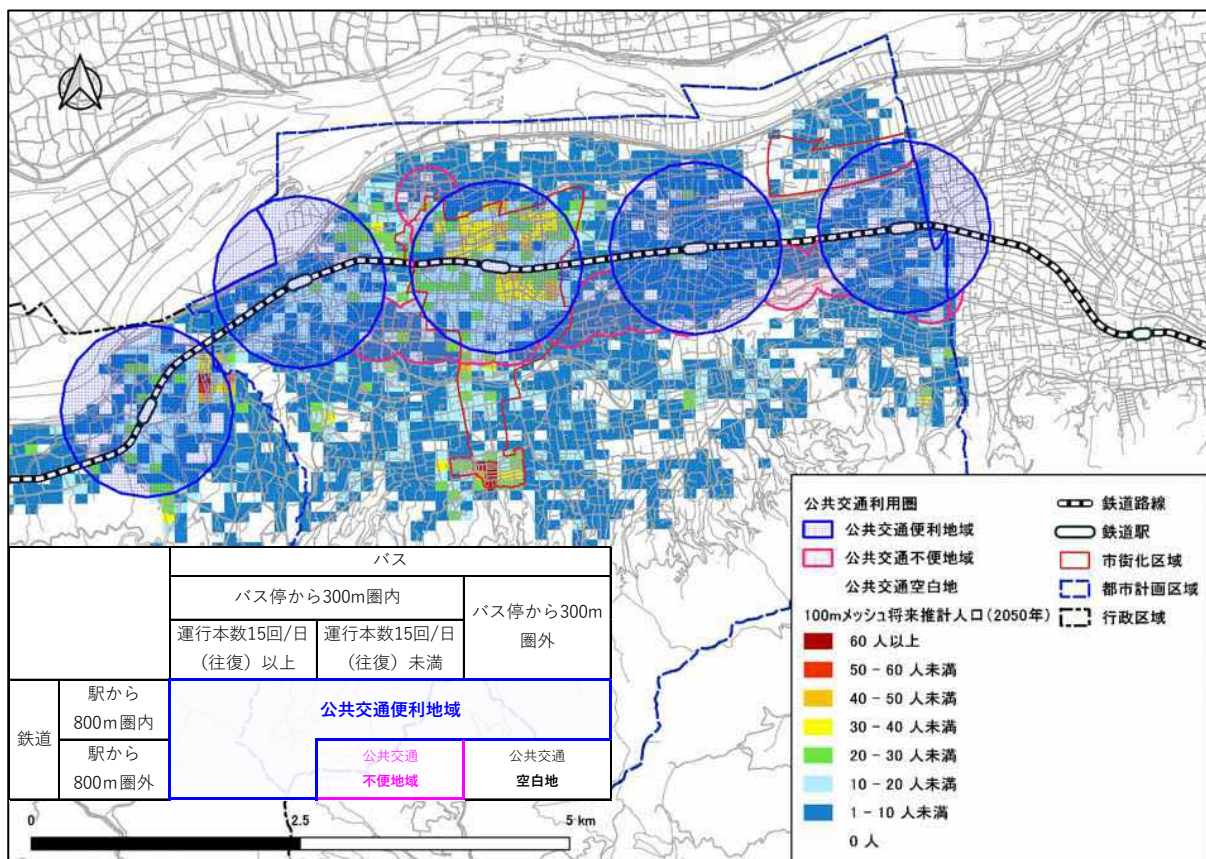 公共交通利用圏
公共交通便利地域
公共交通不便地域
公共交通空白地
100mメッシュ将来推計人口(2050年)
60 人以上
50 - 60 人未満
40 - 50 人未満
30 - 40 人未満
20 - 30 人未満
10 - 20 人未満
1 - 10 人未満
0 人
鉄道路線
鉄道駅
市街化区域
都市計画区域
行政区域
バス
バス停から300m圏内
バス停から300m
圏外
運行本数15回/日
(往復)以上
運行本数15回/日
(往復)未満
鉄道
駅から
800m圏内
公共交通便利地域
駅から
800m圏外
公共交通
不便地域
公共交通
空白地
0
2.5
5 km